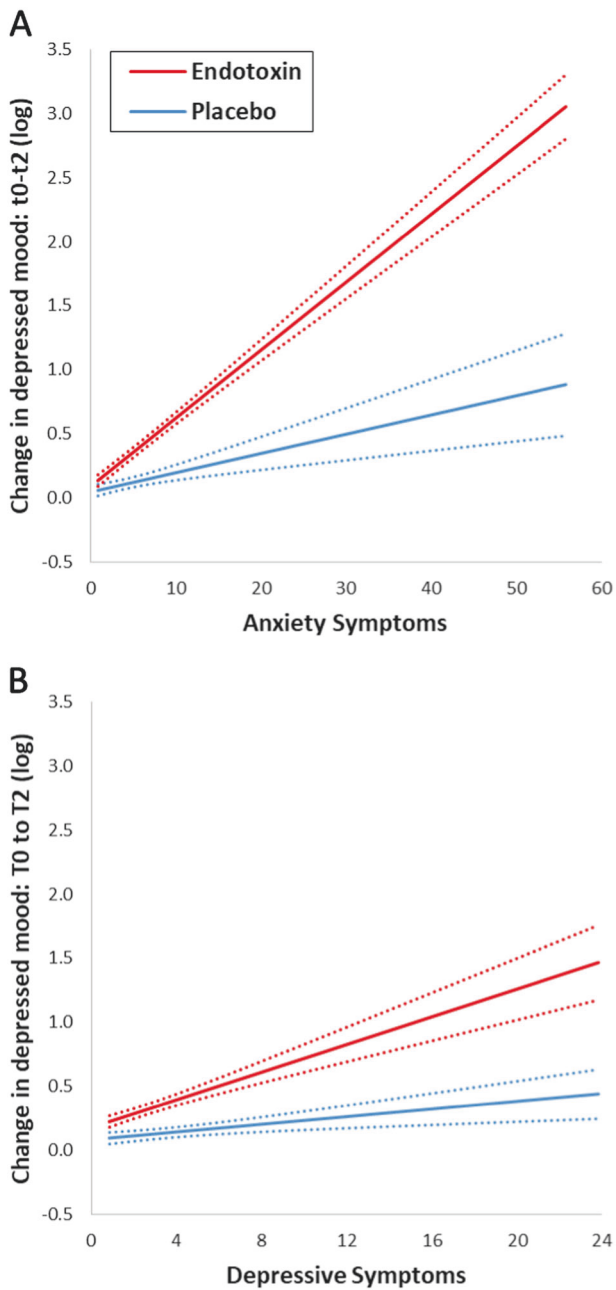 A
Change in depressed mood: t0-t2 (log)
3.5
3.0
2.5
2.0
1.5
1.0
0.5
0.0
-0.5
Endotoxin
Placebo
0 10 20 30 40 50 60
Anxiety Symptoms
B
Change in depressed mood: T0 to T2 (log)
3.5
3.0
2.5
2.0
1.5
1.0
0.5
0.0
-0.5
0 4 8 12 16 20 24
Depressive Symptoms